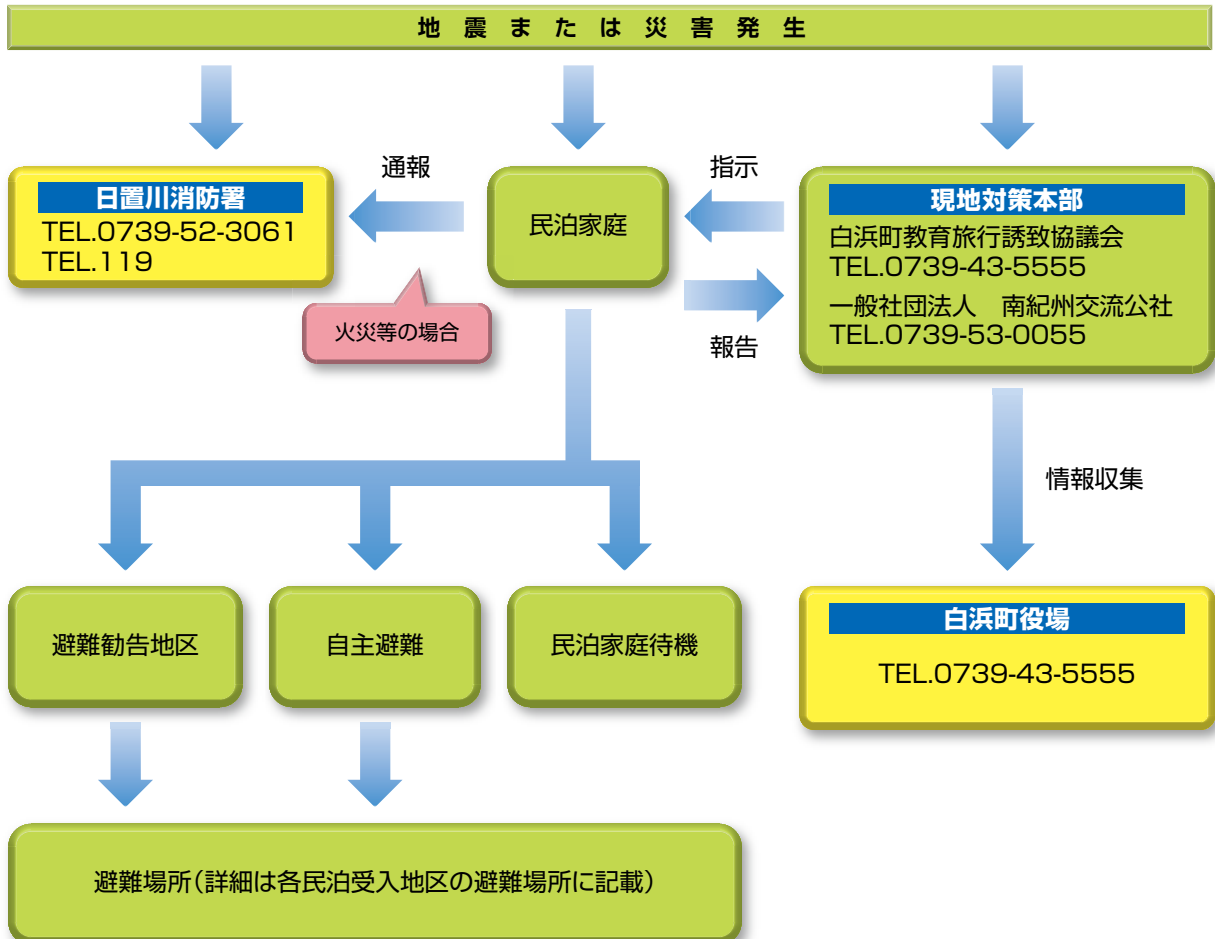 地震または災害発生
通報
指示
日置川消防署
TEL.0739-52-3061
TEL.119
民泊家庭
現地対策本部
白浜町教育旅行誘致協議会
TEL.0739-43-5555
一般社団法人　南紀州交流公社
TEL.0739-53-0055
火災等の場合
報告
情報収集
避難勧告地区
自主避難
民泊家庭待機
白浜町役場
TEL.0739-43-5555
避難場所（詳細は各民泊受入地区の避難場所に記載）